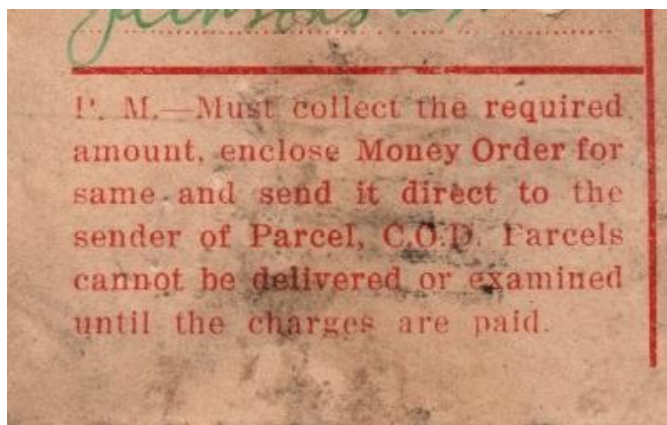 P. M.—Must collect the required
amount, enclose Money Order for
same and send it direct to the
sender of Parcel, C.O.D. Parcels
cannot be delivered or examined
until the charges are paid.